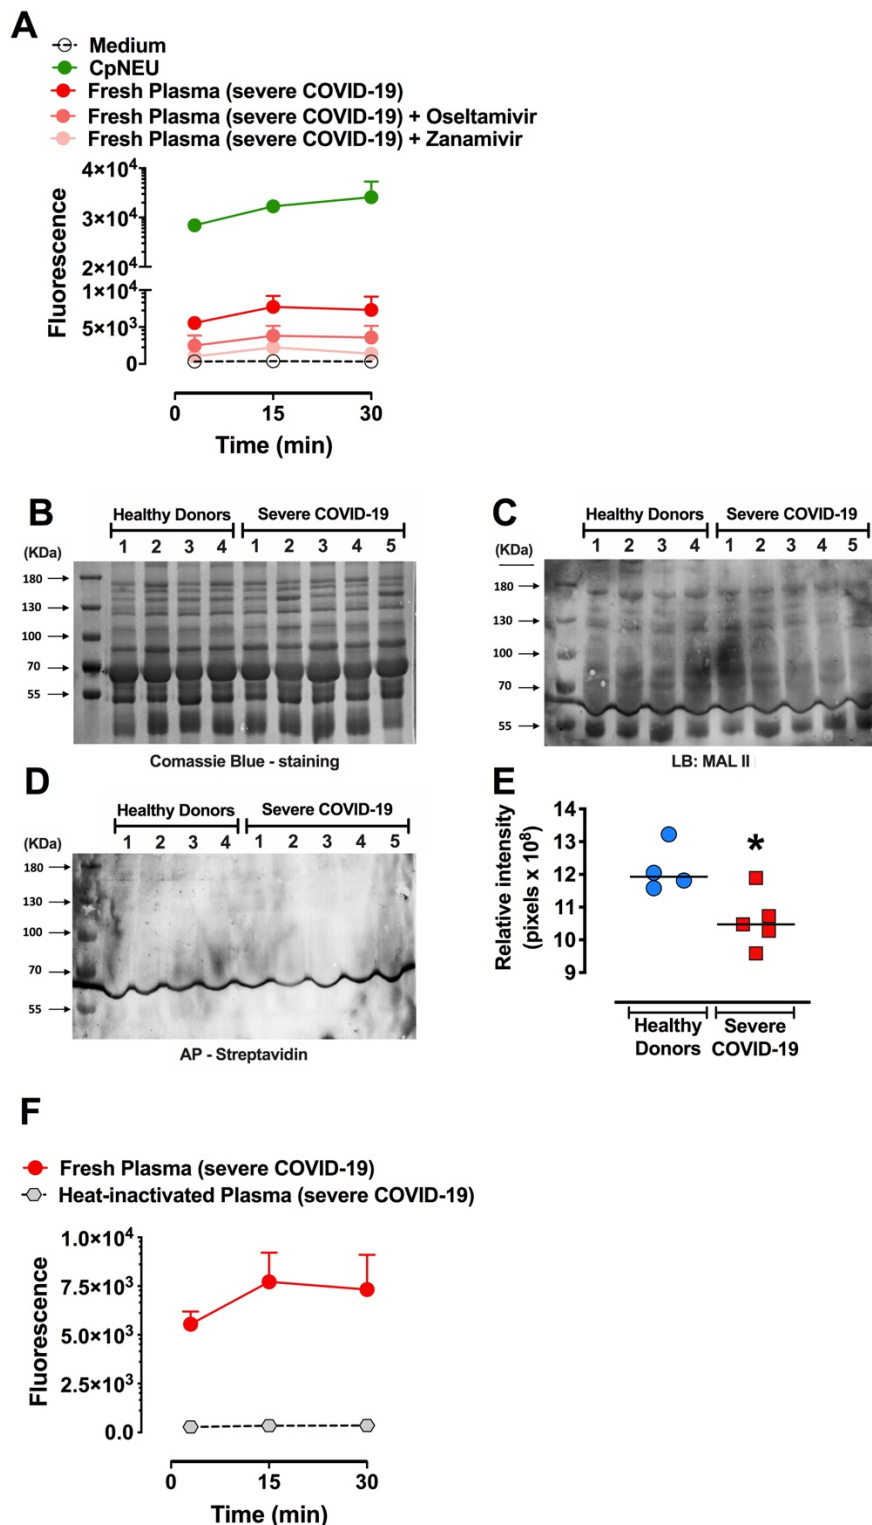 A
Medium
CpNEU
Fresh Plasma (severe COVID-19)
Fresh Plasma (severe COVID-19) + Oseltamivir
Fresh Plasma (severe COVID-19) + Zanamivir
4×10⁴
3×10⁴
2×10⁴
1×10⁴
5×10³
0
Fluorescence
0 15 30
Time (min)
B
Healthy Donors Severe COVID-19
(KDa) 1 2 3 4 1 2 3 4 5
180
130
100
70
55
Comassie Blue - staining
C
Healthy Donors Severe COVID-19
(KDa) 1 2 3 4 1 2 3 4 5
180
130
100
70
55
LB: MAL II
D
Healthy Donors Severe COVID-19
(KDa) 1 2 3 4 1 2 3 4 5
180
130
100
70
55
AP - Streptavidin
E
Relative intensity
(pixels x 10⁸)
14
13
12
11
10
9
*
Healthy
Donors
Severe
COVID-19
F
Fresh Plasma (severe COVID-19)
Heat-inactivated Plasma (severe COVID-19)
1.0×10⁴
7.5×10³
5.0×10³
2.5×10³
0.0
Fluorescence
0 15 30
Time (min)